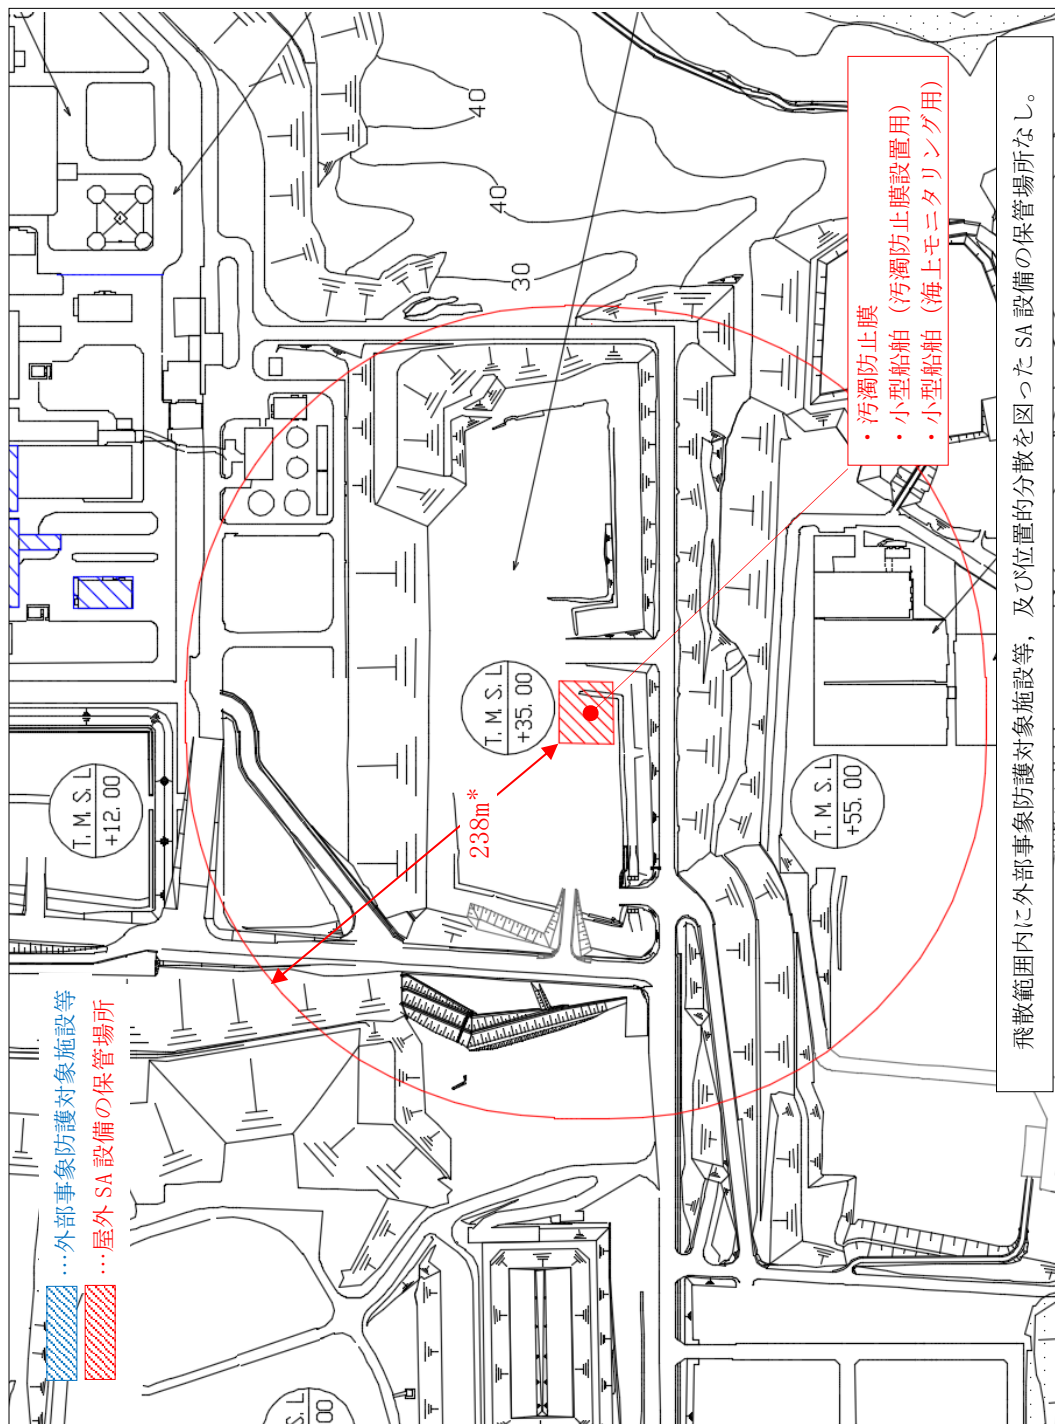 …外部事象防護対象施設等
…屋外 SA 設備の保管場所
T. M. S. L
+12. 00
T. M. S. L
+35. 00
T. M. S. L
+55. 00
S. L
00
238m*
40
40
30
・汚濁防止膜
・小型船舶（汚濁防止膜設置用）
・小型船舶（海上モニタリング用）
飛散範囲内に外部事象防護対象施設等，及び位置的分散を図った SA 設備の保管場所なし。